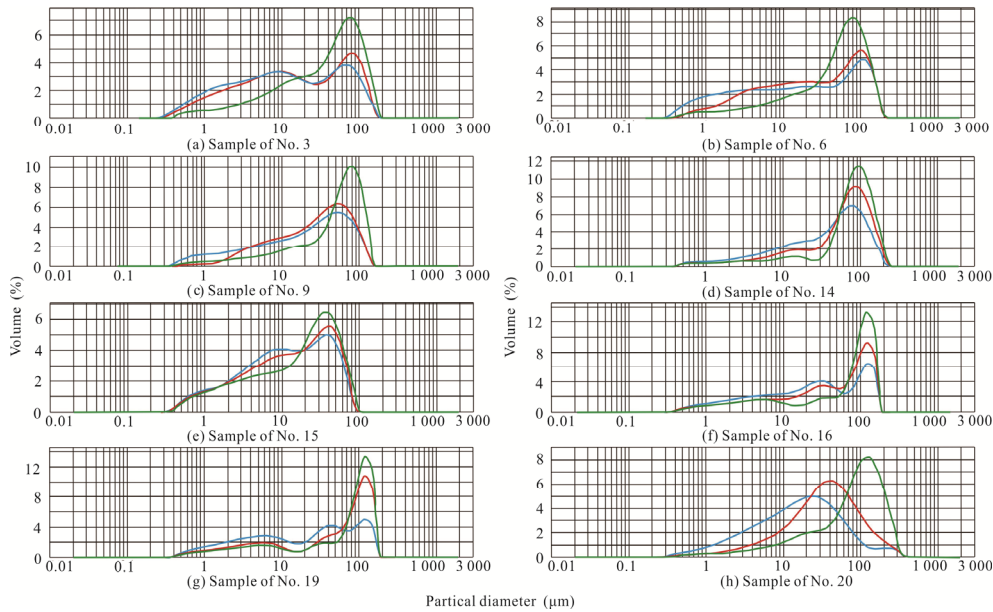 6
4
2
0
0.01 0.1 1 10 100 1 000 3 000
(a) Sample of No. 3
8
6
4
2
0
0.01 0.1 1 10 100 1 000 3 000
(b) Sample of No. 6
10
8
6
4
2
0
0.01 0.1 1 10 100 1 000 3 000
(c) Sample of No. 9
12
10
8
6
4
2
0
0.01 0.1 1 10 100 1 000 3 000
(d) Sample of No. 14
Volume (%)
6
4
2
0
0.01 0.1 1 10 100 1 000 3 000
(e) Sample of No. 15
Volume (%)
12
8
4
0
0.01 0.1 1 10 100 1 000 3 000
(f) Sample of No. 16
12
8
4
0
0.01 0.1 1 10 100 1 000 3 000
(g) Sample of No. 19
8
6
4
2
0
0.01 0.1 1 10 100 1 000 3 000
(h) Sample of No. 20
Partical diameter (μm)